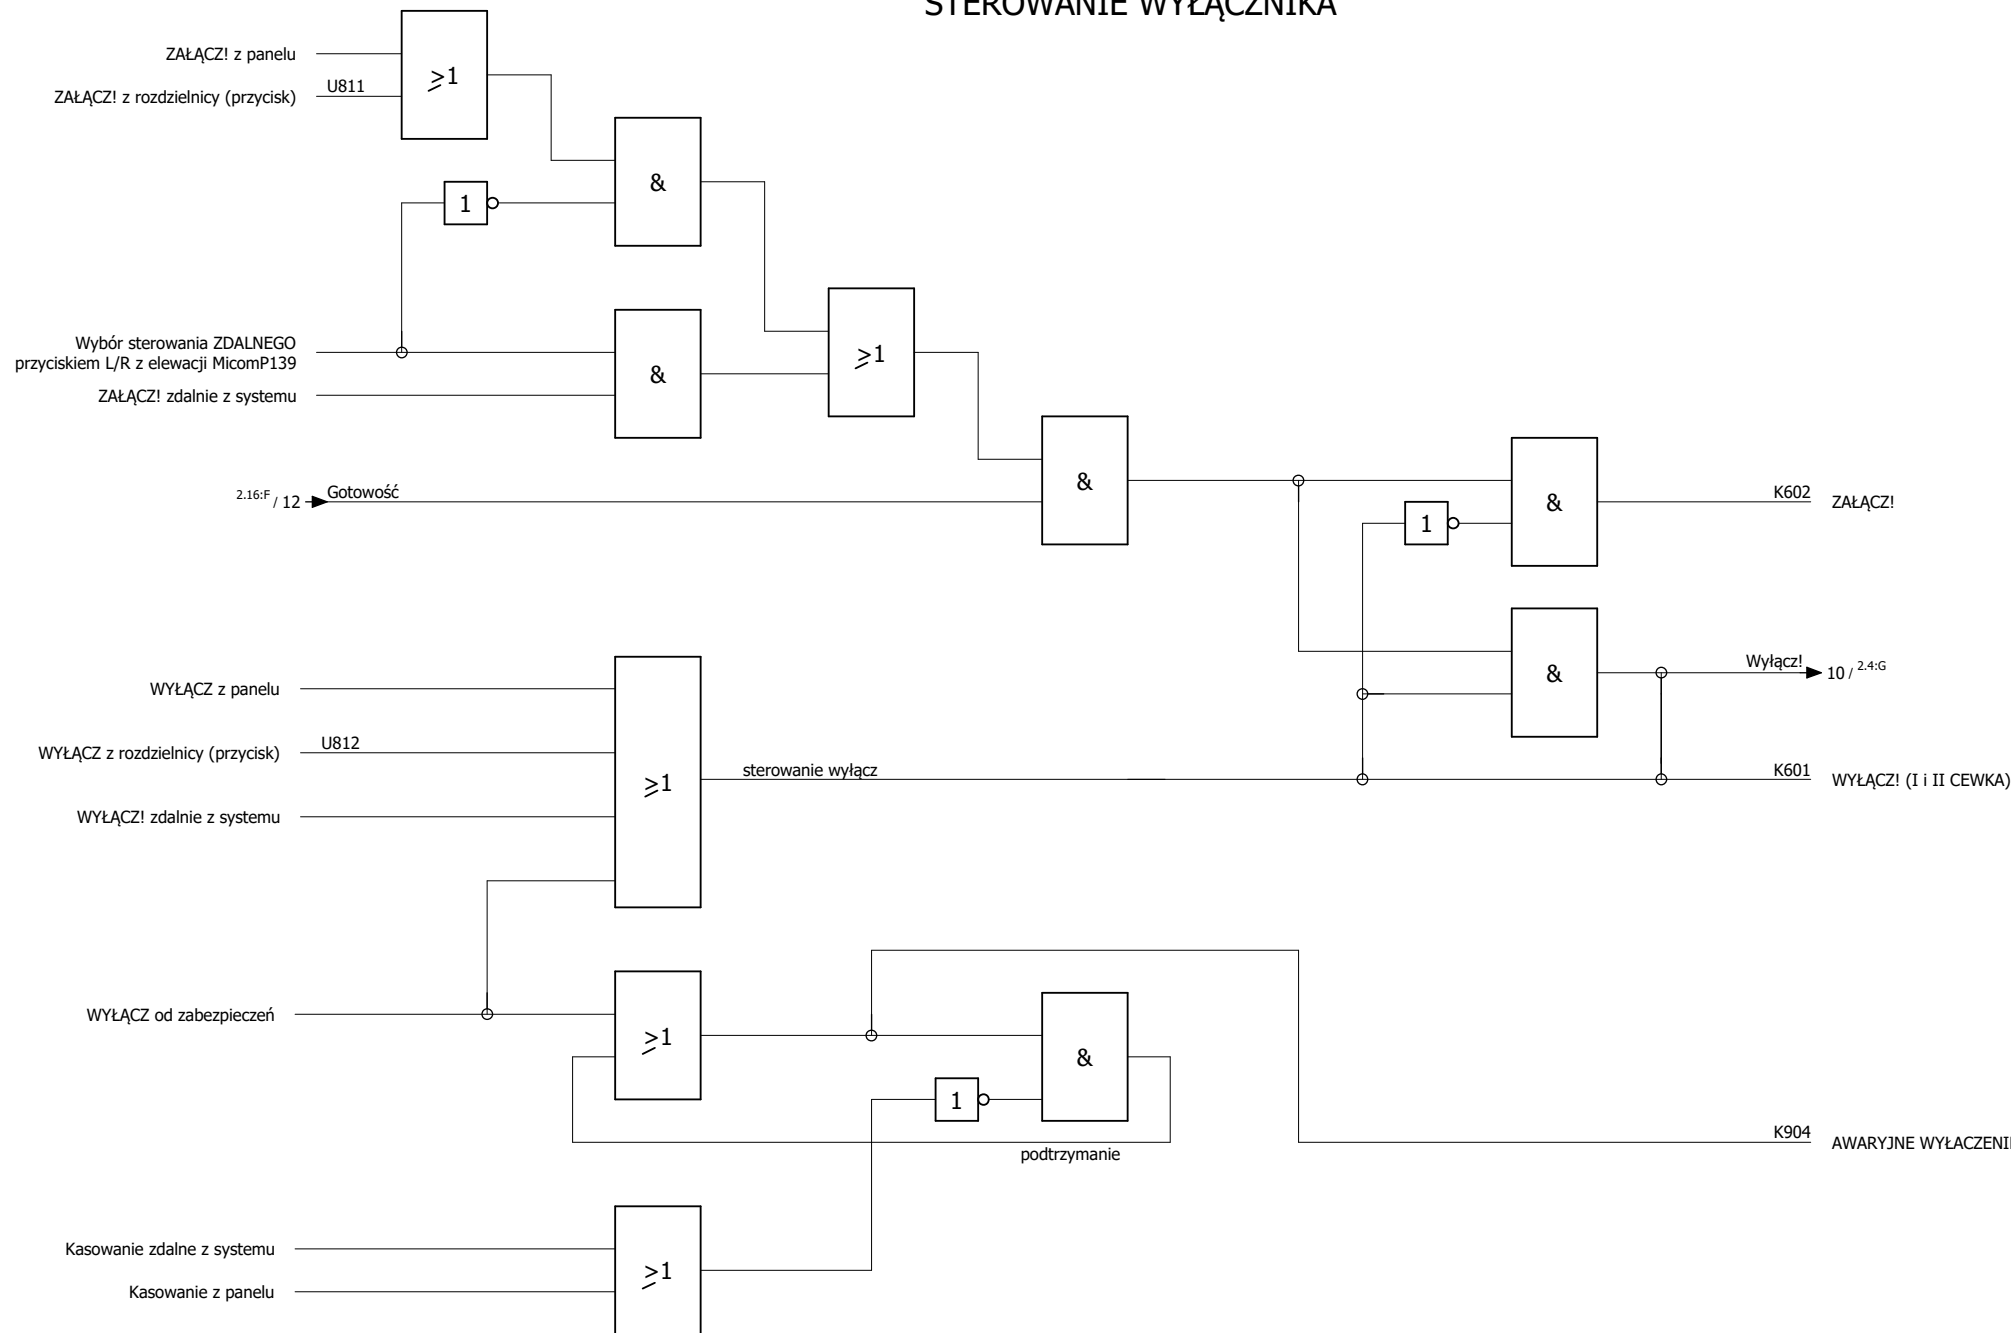 STEROWANIE WYŁĄCZNIKA
ZAŁĄCZ! z panelu
ZAŁĄCZ! z rozdzielnicy (przycisk)
U811
≥1
&
1
Wybór sterowania ZDALNEGO
przyciskiem L/R z elewacji MicomP139
ZAŁĄCZ! zdalnie z systemu
&
≥1
2.16:F / 12
Gotowość
&
1
&
K602
ZAŁĄCZ!
&
Wyłącz!
10 / 2.4:G
WYŁĄCZ z panelu
WYŁĄCZ z rozdzielnicy (przycisk)
U812
WYŁĄCZ! zdalnie z systemu
≥1
sterowanie wyłącz
K601
WYŁĄCZ! (I i II CEWKA)
WYŁĄCZ od zabezpieczeń
≥1
&
1
podtrzymanie
K904
AWARYJNE WYŁACZENI
Kasowanie zdalne z systemu
Kasowanie z panelu
≥1